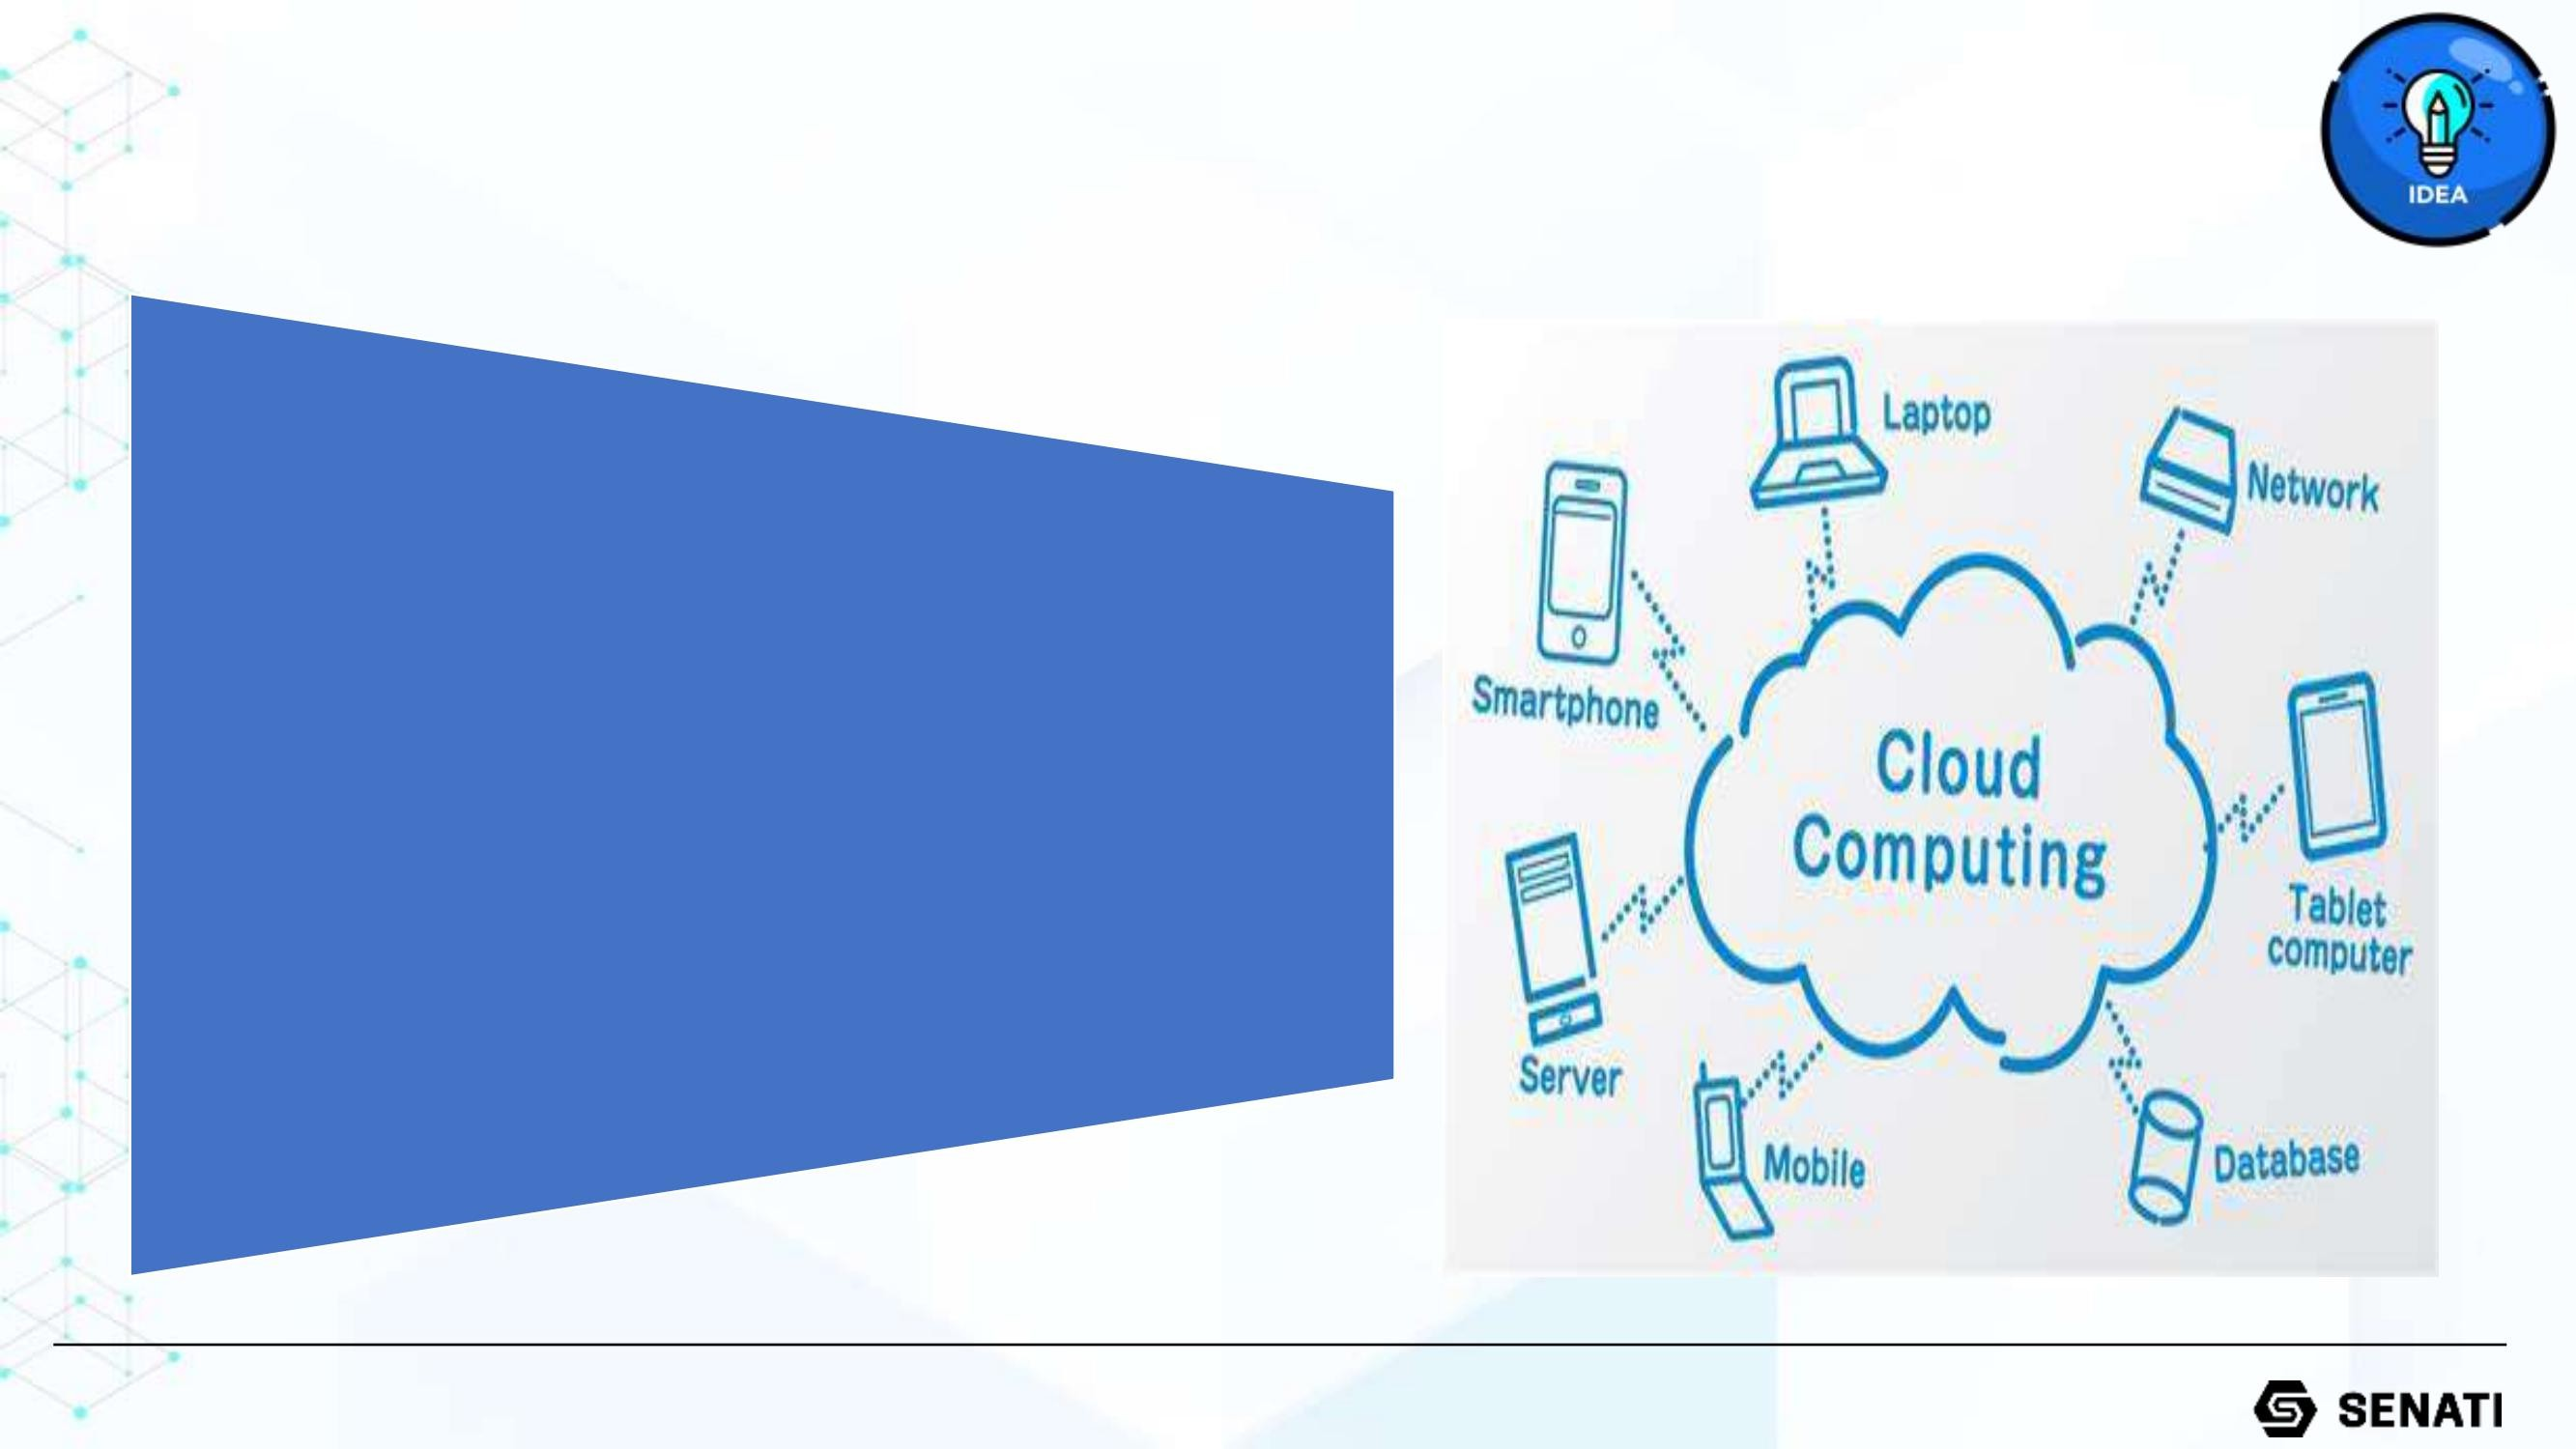 IDEA
Laptop
Network
Smartphone
Cloud
Computing
Tablet
computer
Server
Mobile
Database
SENATI